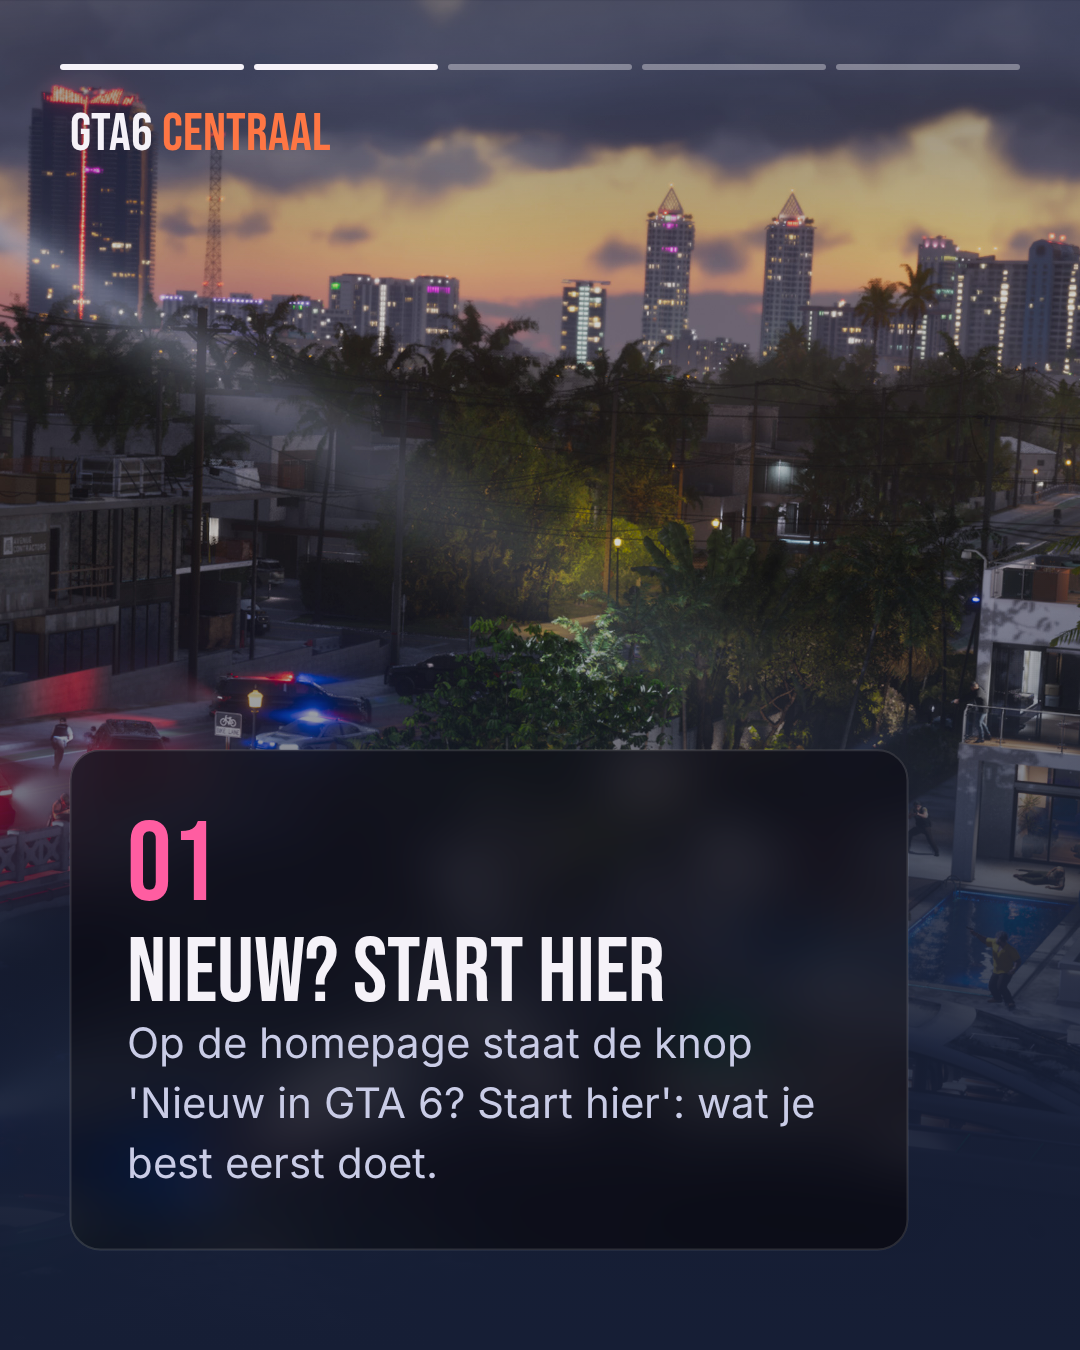 GTA6 CENTRAAL
01
NIEUW? START HIER
Op de homepage staat de knop
'Nieuw in GTA 6? Start hier': wat je
best eerst doet.